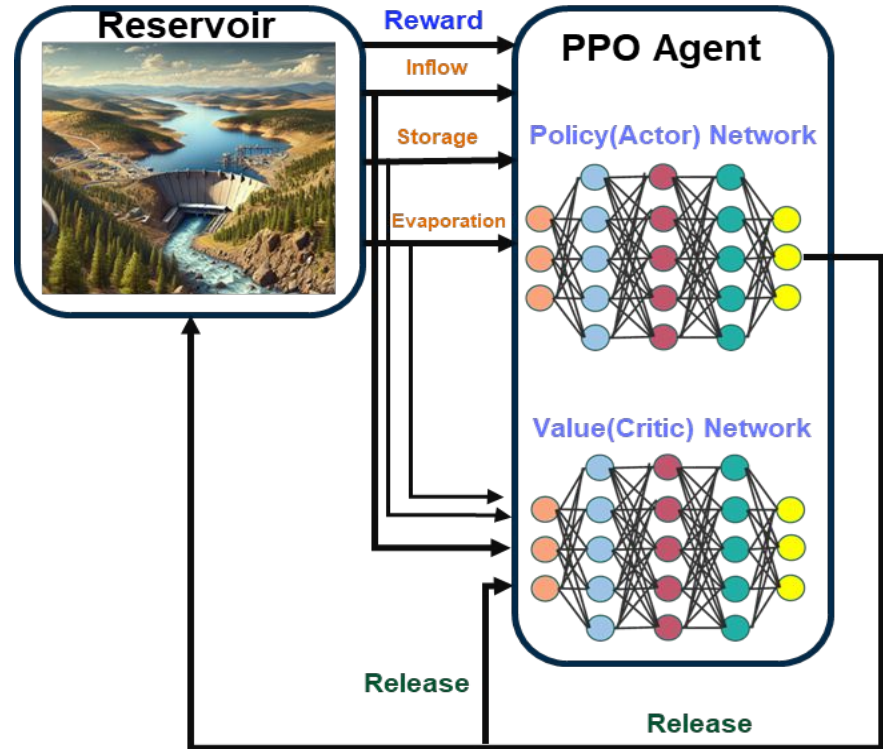 Reservoir
Reward
Inflow
Storage
Evaporation
PPO Agent
Policy(Actor) Network
Value(Critic) Network
Release
Release